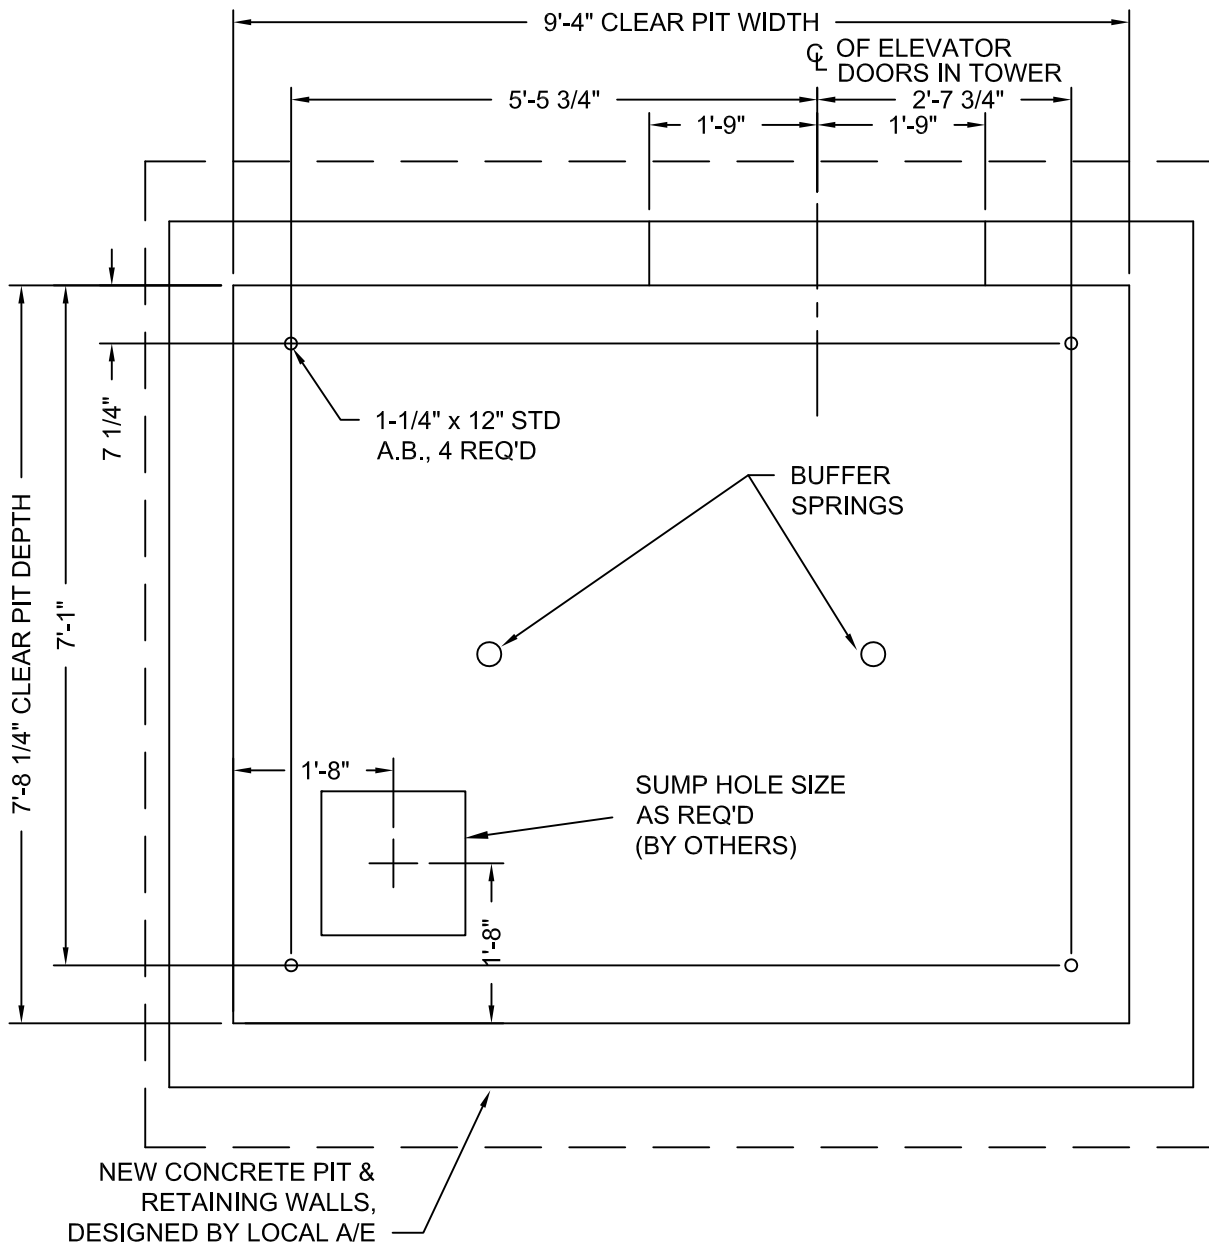 9'-4" CLEAR PIT WIDTH
℄ OF ELEVATOR
DOORS IN TOWER
5'-5 3/4"
2'-7 3/4"
1'-9"
1'-9"
7 1/4"
1-1/4" x 12" STD
A.B., 4 REQ'D
BUFFER
SPRINGS
7'-8 1/4" CLEAR PIT DEPTH
7'-1"
1'-8"
SUMP HOLE SIZE
AS REQ'D
(BY OTHERS)
1'-8"
NEW CONCRETE PIT &
RETAINING WALLS,
DESIGNED BY LOCAL A/E